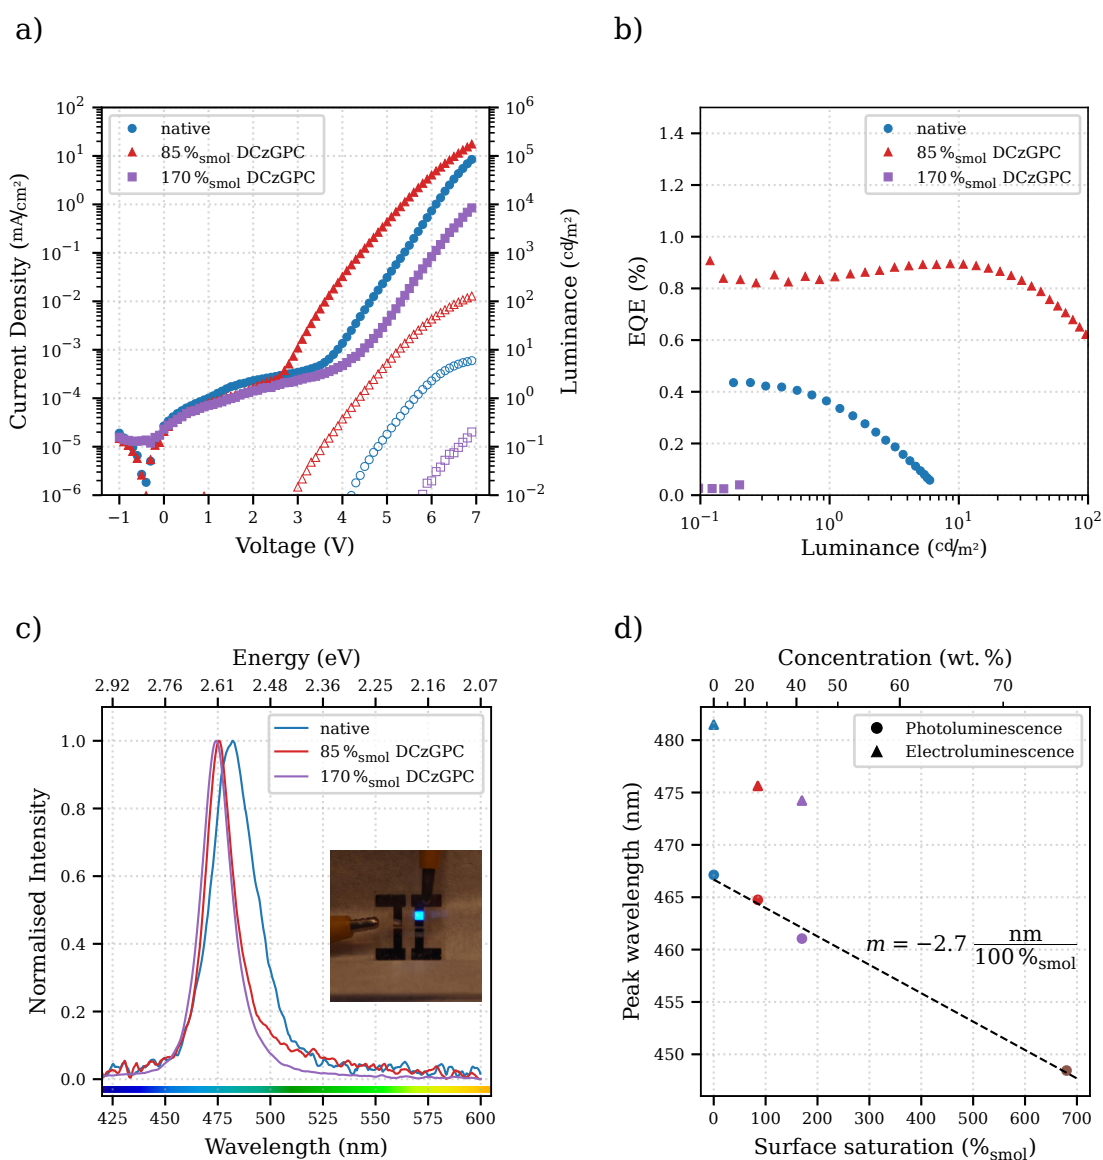 a)
10² 10¹ 10⁰ 10⁻¹ 10⁻² 10⁻³ 10⁻⁴ 10⁻⁵ 10⁻⁶
Current Density (mA/cm²)
native
85 %smol DCzGPC
170 %smol DCzGPC
10⁶ 10⁵ 10⁴ 10³ 10² 10¹ 10⁰ 10⁻¹ 10⁻²
Luminance (cd/m²)
−1 0 1 2 3 4 5 6 7
Voltage (V)
b)
1.4 1.2 1.0 0.8 0.6 0.4 0.2 0.0
EQE (%)
native
85 %smol DCzGPC
170 %smol DCzGPC
10⁻¹ 10⁰ 10¹ 10²
Luminance (cd/m²)
c)
Energy (eV)
2.92 2.76 2.61 2.48 2.36 2.25 2.16 2.07
1.0 0.8 0.6 0.4 0.2 0.0
Normalised Intensity
native
85 %smol DCzGPC
170 %smol DCzGPC
425 450 475 500 525 550 575 600
Wavelength (nm)
d)
Concentration (wt. %)
0 20 40 50 60 70
480 475 470 465 460 455 450
Peak wavelength (nm)
Photoluminescence
Electroluminescence
m = −2.7 nm/100 %smol
0 100 200 300 400 500 600 700
Surface saturation (%smol)